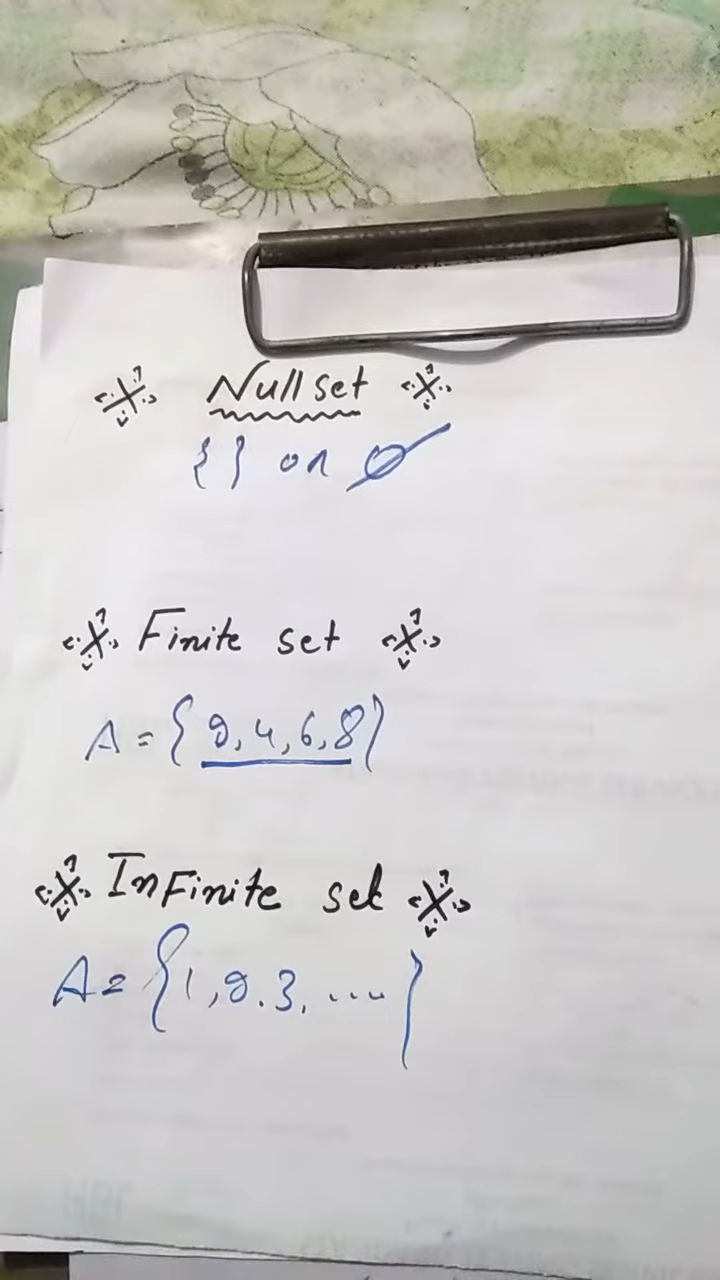 Null set
{ } or ∅
Finite set
A = { 2, 4, 6, 8 }
InFinite set
A = { 1, 2. 3, .... }